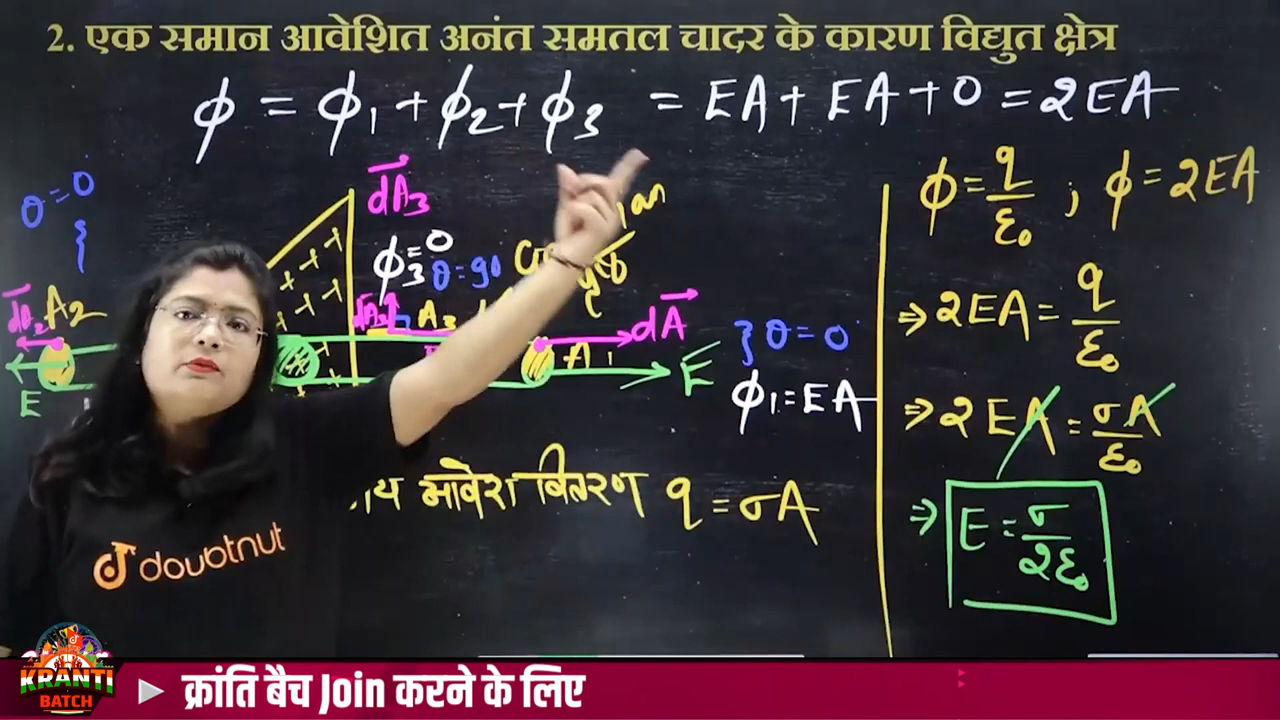 2. एक समान आवेशित अनंत समतल चादर के कारण विद्युत क्षेत्र
ϕ = ϕ₁ + ϕ₂ + ϕ₃ = EA + EA + 0 = 2EA
θ = 0
}
dA₃
ϕ₃ = 0
θ = 90
dA₂
A₂
A₃
dA
A₁
E
E
} θ = 0
ϕ₁ = EA
आवेश वितरण q = σA
ϕ = q/ε₀ ; ϕ = 2EA
⇒ 2EA = q/ε₀
⇒ 2EA = σA/ε₀
⇒ E = σ/2ε₀
doubtnut
KRANTI
BATCH
क्रांति बैच Join करने के लिए